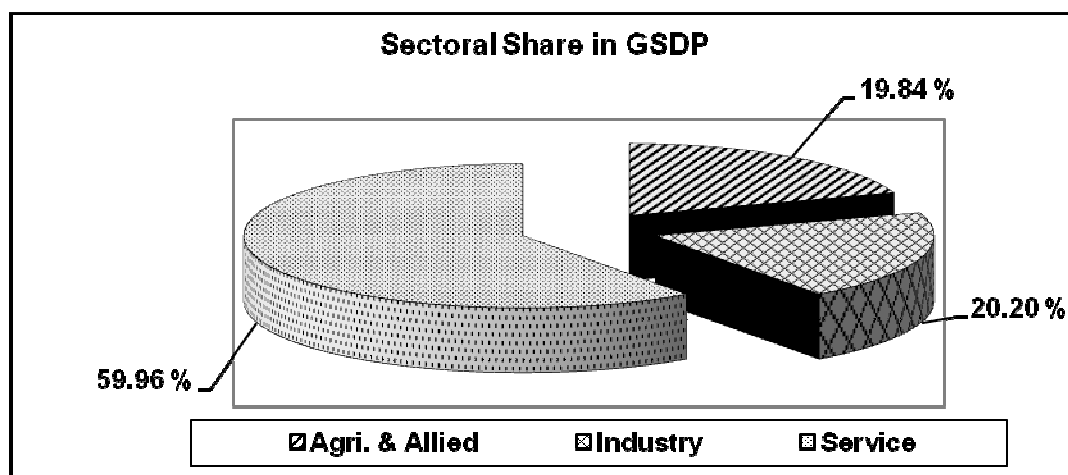 Sectoral Share in GSDP
19.84 %
20.20 %
59.96 %
Agri. & Allied Industry Service